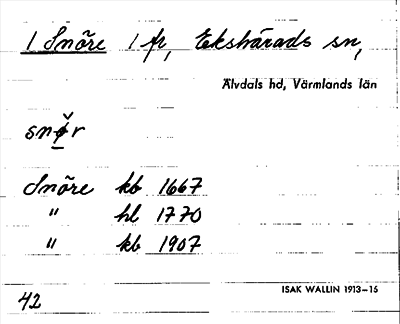 1 Snöre 1 fr, Ekshärads sn,
Älvdals hd, Värmlands län
snø̱̌r
Snöre kb 1667
" hl 1770
" kb 1907
42
ISAK WALLIN 1913–16